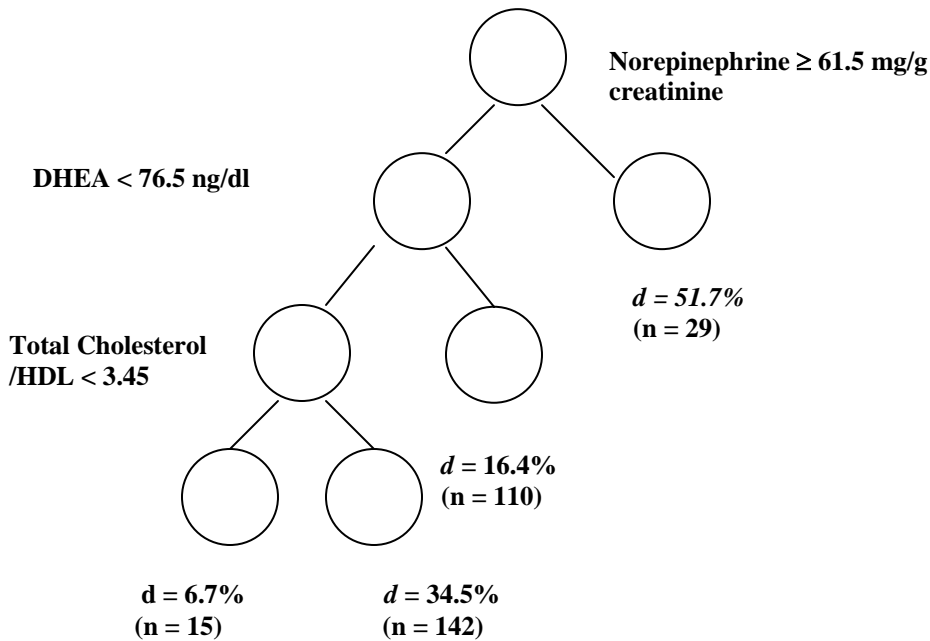 Norepinephrine ≥ 61.5 mg/g
creatinine
DHEA < 76.5 ng/dl
d = 51.7%
(n = 29)
Total Cholesterol
/HDL < 3.45
d = 16.4%
(n = 110)
d = 6.7%
(n = 15)
d = 34.5%
(n = 142)